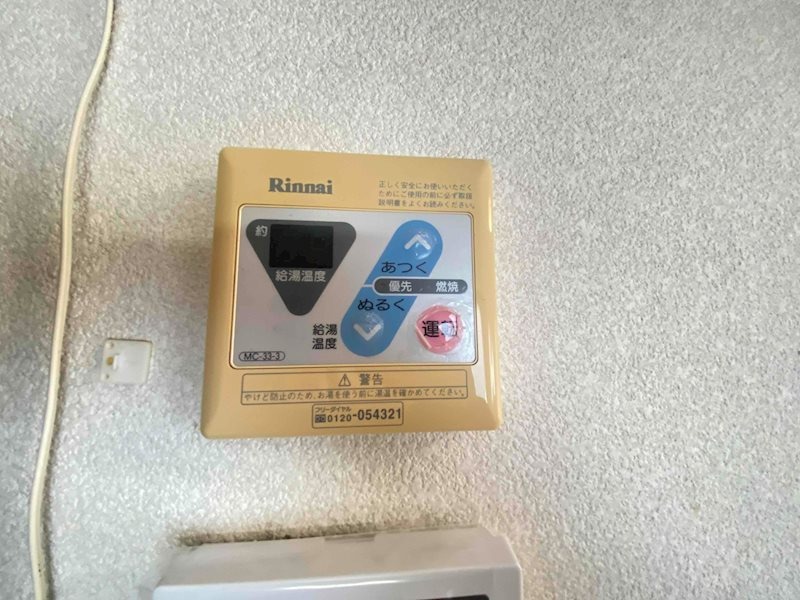 Rinnai
正しく安全にお使いいただく
ためにご使用の前に必ず取扱
説明書をよくお読みください。
約
給湯温度
あつく
優先 燃焼
ぬるく
給湯
温度
運
MC-33-3
警告
やけど防止のため、お湯を使う前に湯温を確かめてください。
フリーダイヤル
0120-054321